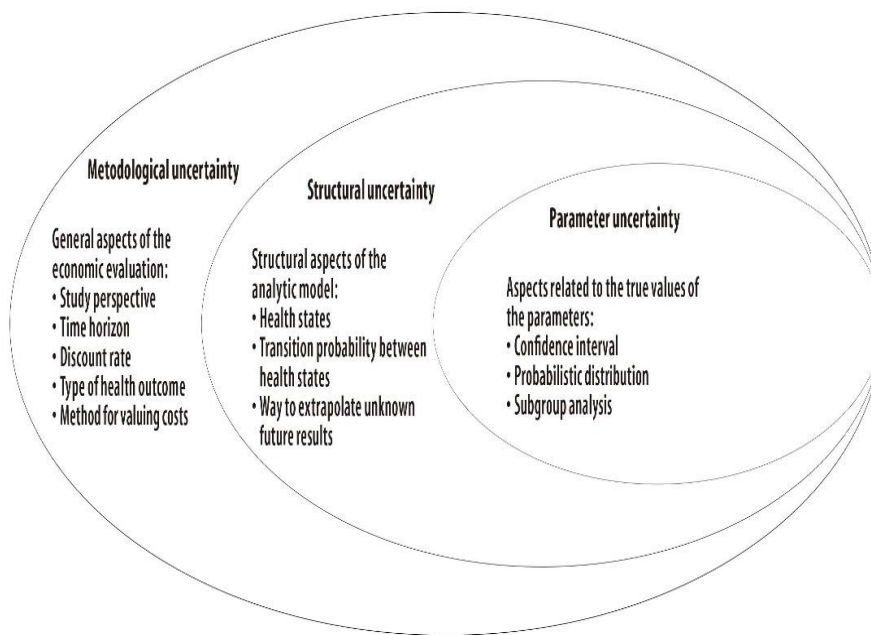 Metodological uncertainty
General aspects of the
economic evaluation:
• Study perspective
• Time horizon
• Discount rate
• Type of health outcome
• Method for valuing costs
Structural uncertainty
Structural aspects of the
analytic model:
• Health states
• Transition probability between
health states
• Way to extrapolate unknown
future results
Parameter uncertainty
Aspects related to the true values of
the parameters:
• Confidence interval
• Probabilistic distribution
• Subgroup analysis